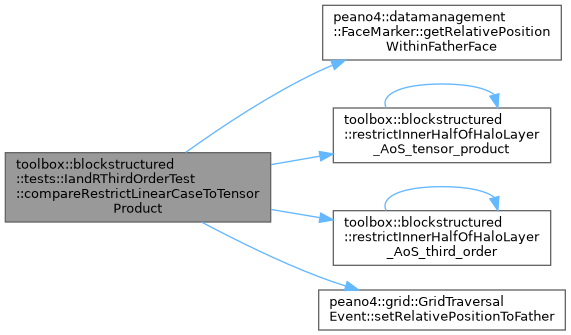 peano4::datamanagement
::FaceMarker::getRelativePosition
WithinFatherFace
toolbox::blockstructured
::restrictInnerHalfOfHaloLayer
_AoS_tensor_product
toolbox::blockstructured
::tests::IandRThirdOrderTest
::compareRestrictLinearCaseToTensor
Product
toolbox::blockstructured
::restrictInnerHalfOfHaloLayer
_AoS_third_order
peano4::grid::GridTraversal
Event::setRelativePositionToFather